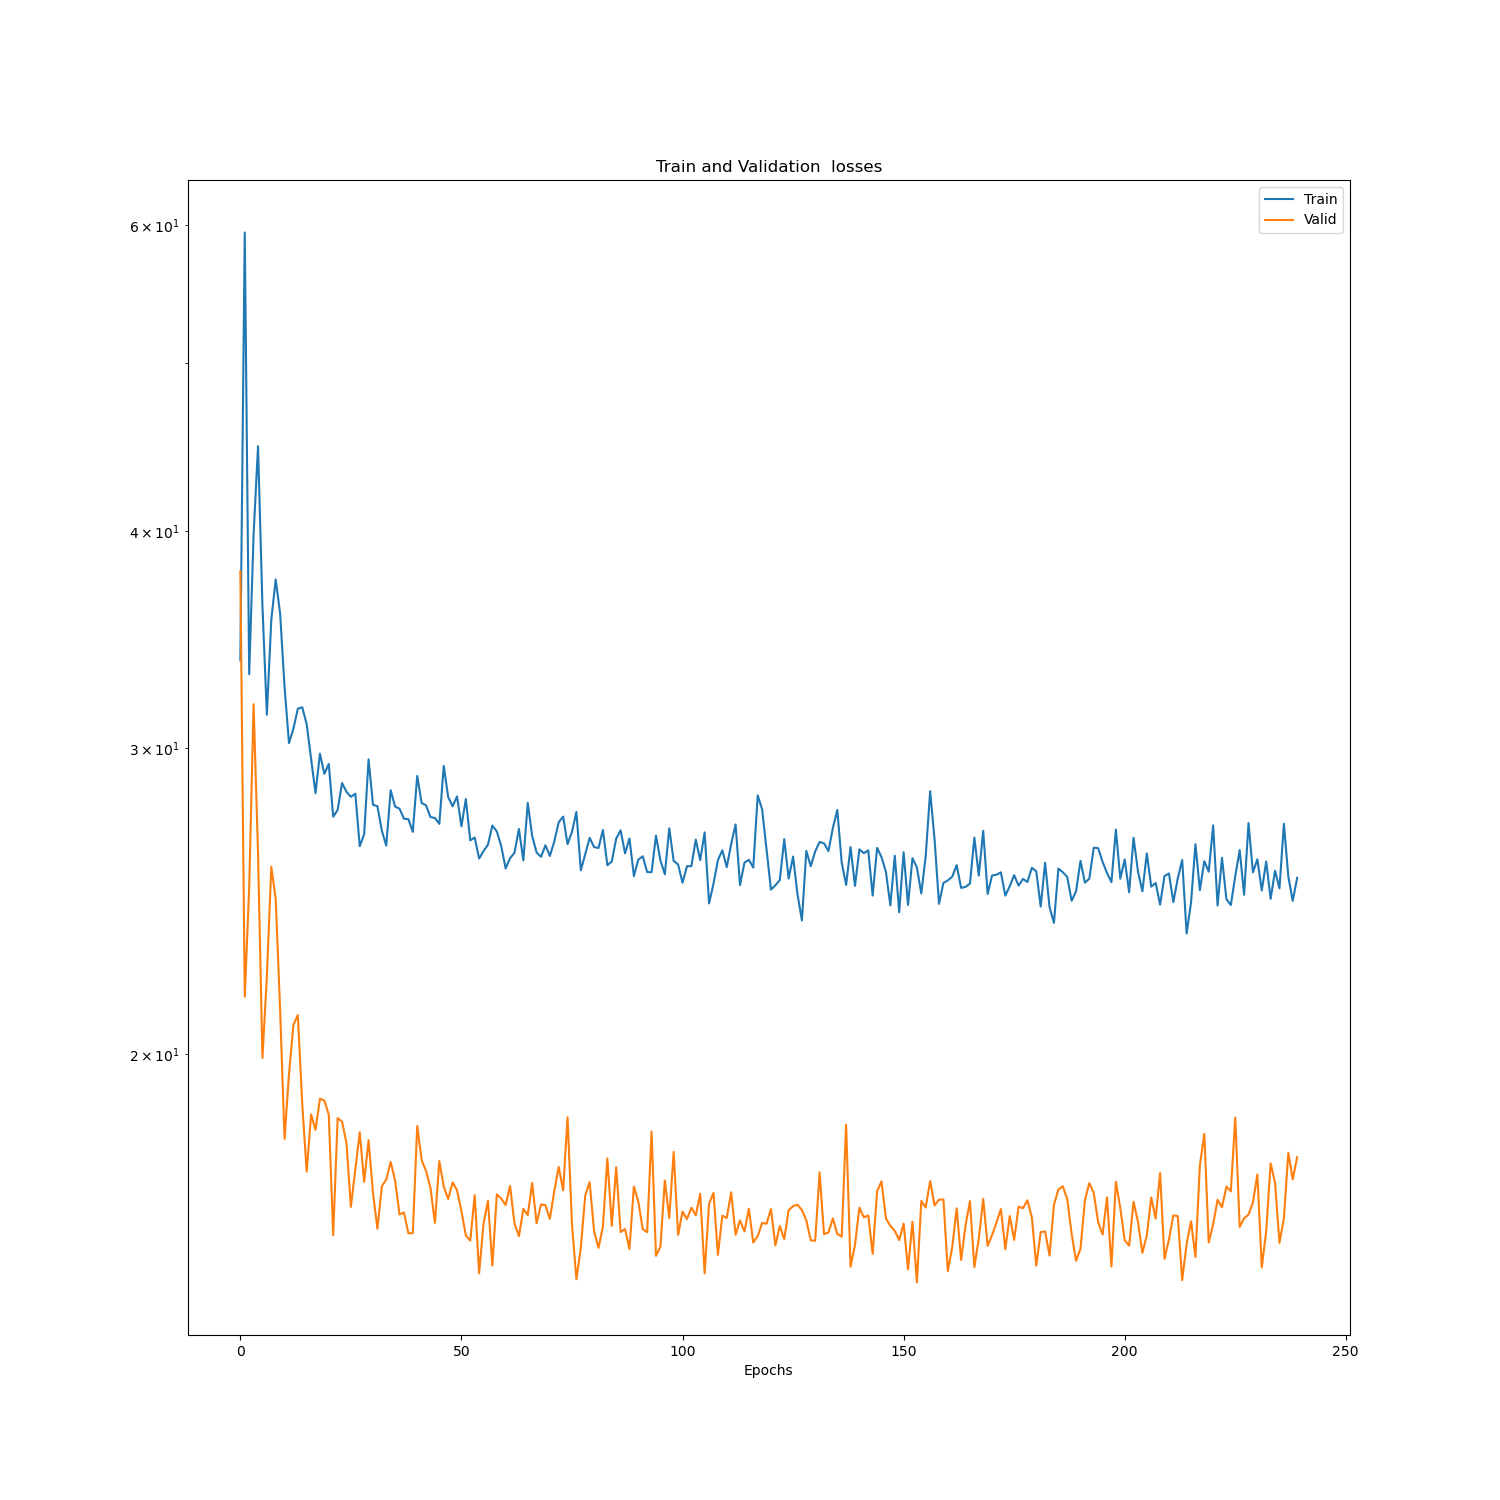 Train and Validation  losses
Train
Valid
6 × 10¹
4 × 10¹
3 × 10¹
2 × 10¹
0 50 100 150 200 250
Epochs